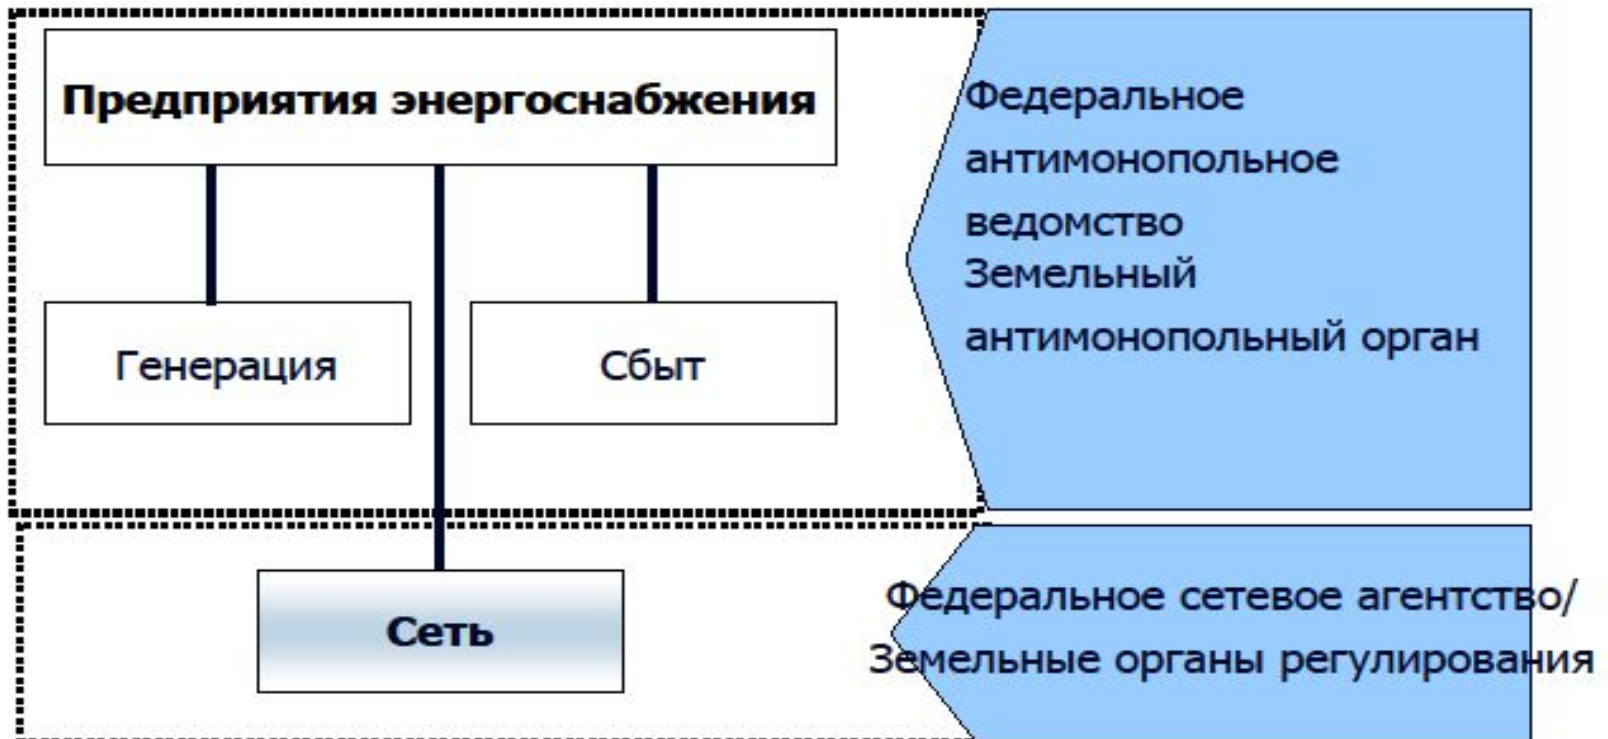 Предприятия энергоснабжения
Генерация
Сбыт
Сеть
Федеральное
антимонопольное
ведомство
Земельный
антимонопольный орган
Федеральное сетевое агентство/
Земельные органы регулирования